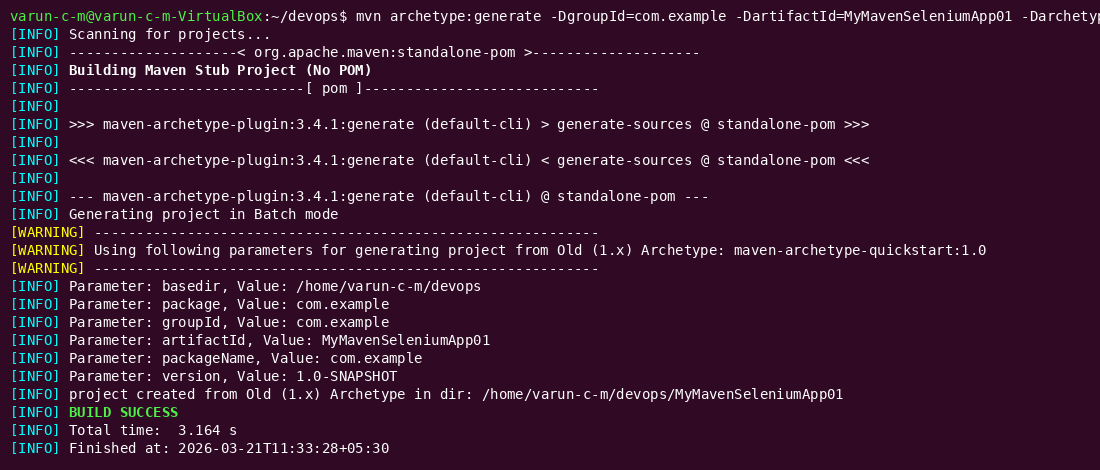 varun-c-m@varun-c-m-VirtualBox:~/devops$ mvn archetype:generate -DgroupId=com.example -DartifactId=MyMavenSeleniumApp01 -Darchetyp
[INFO] Scanning for projects...
[INFO] --------------------< org.apache.maven:standalone-pom >--------------------
[INFO] Building Maven Stub Project (No POM)
[INFO] ----------------------------[ pom ]----------------------------
[INFO]
[INFO] >>> maven-archetype-plugin:3.4.1:generate (default-cli) > generate-sources @ standalone-pom >>>
[INFO]
[INFO] <<< maven-archetype-plugin:3.4.1:generate (default-cli) < generate-sources @ standalone-pom <<<
[INFO]
[INFO] --- maven-archetype-plugin:3.4.1:generate (default-cli) @ standalone-pom ---
[INFO] Generating project in Batch mode
[WARNING] ------------------------------------------------------------
[WARNING] Using following parameters for generating project from Old (1.x) Archetype: maven-archetype-quickstart:1.0
[WARNING] ------------------------------------------------------------
[INFO] Parameter: basedir, Value: /home/varun-c-m/devops
[INFO] Parameter: package, Value: com.example
[INFO] Parameter: groupId, Value: com.example
[INFO] Parameter: artifactId, Value: MyMavenSeleniumApp01
[INFO] Parameter: packageName, Value: com.example
[INFO] Parameter: version, Value: 1.0-SNAPSHOT
[INFO] project created from Old (1.x) Archetype in dir: /home/varun-c-m/devops/MyMavenSeleniumApp01
[INFO] BUILD SUCCESS
[INFO] Total time:  3.164 s
[INFO] Finished at: 2026-03-21T11:33:28+05:30